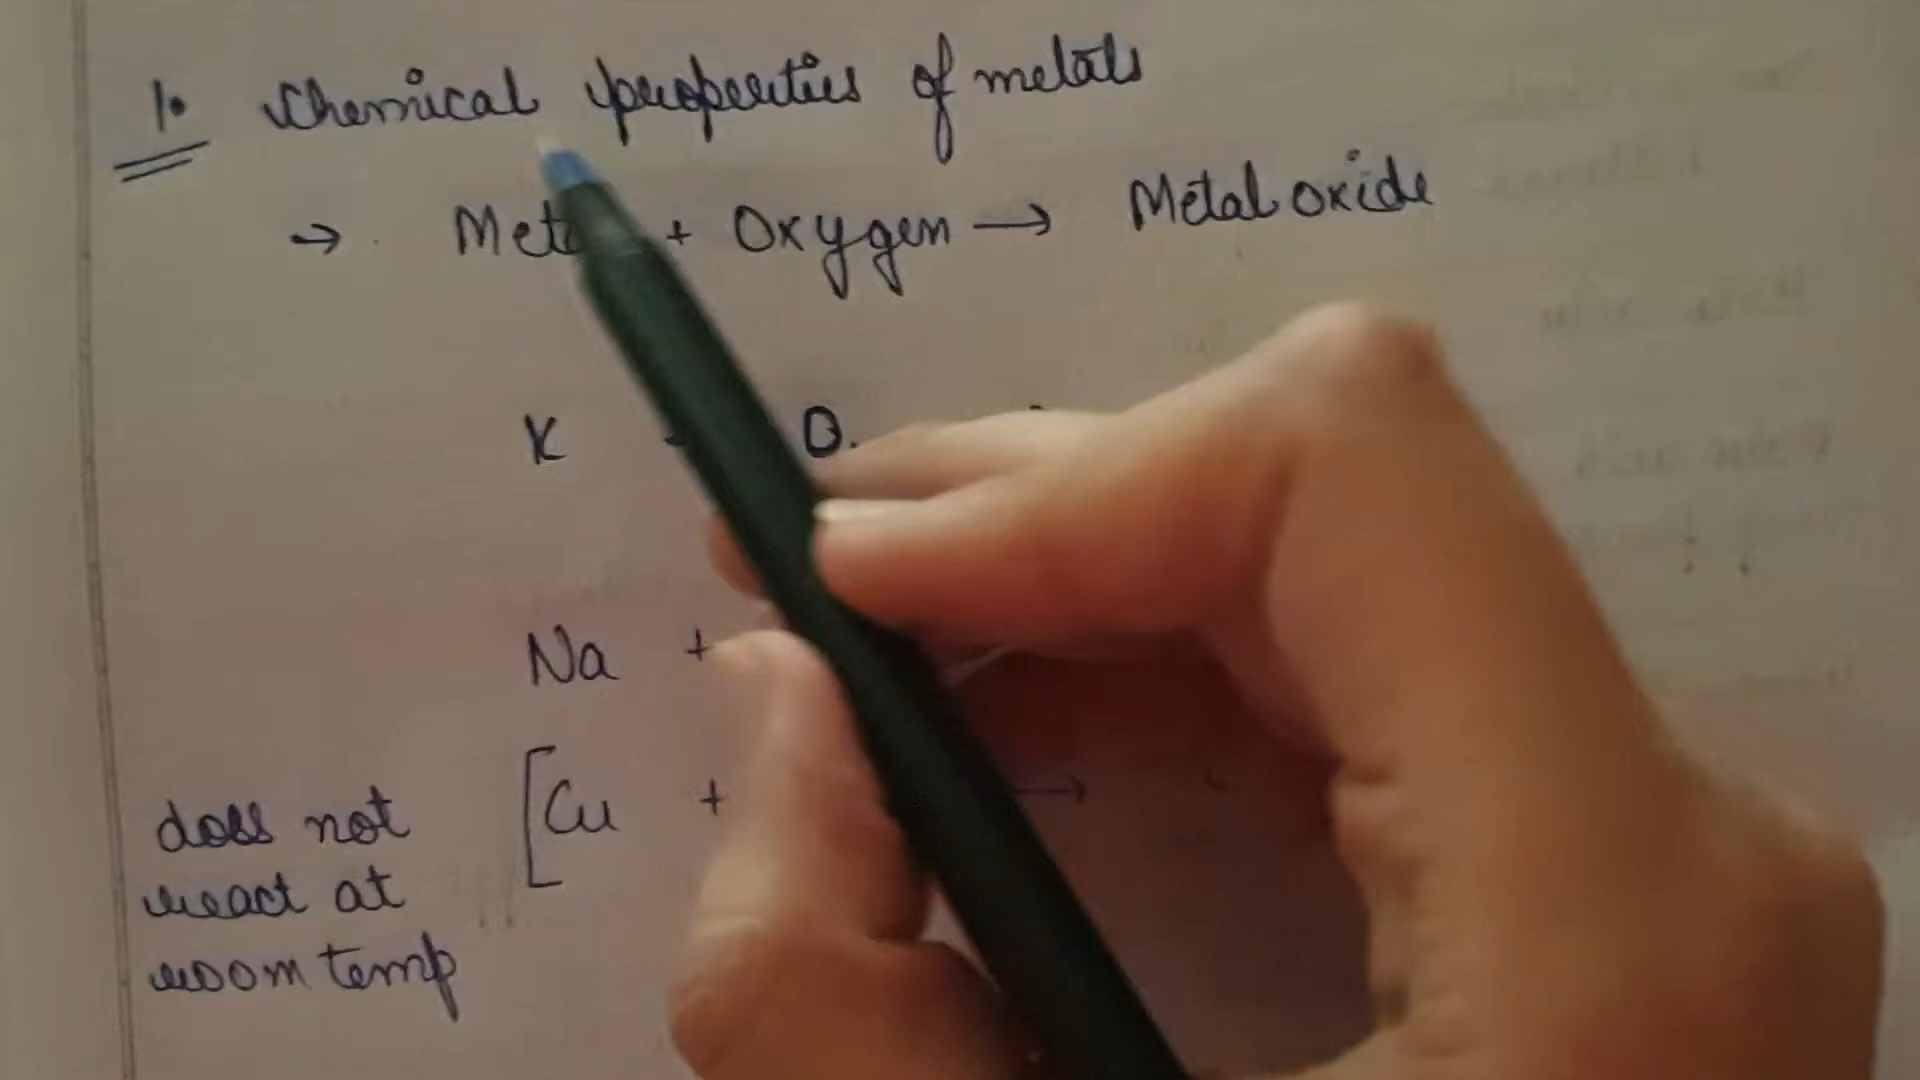 1. Chemical properties of metals
→ Met + Oxygen → Metal oxide
K O
Na +
[Cu + →
does not
react at
room temp